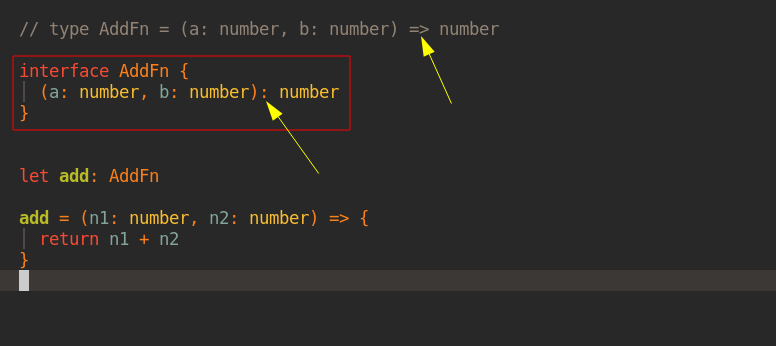 // type AddFn = (a: number, b: number) => number
interface AddFn {
(a: number, b: number): number
}
let add: AddFn
add = (n1: number, n2: number) => {
return n1 + n2
}